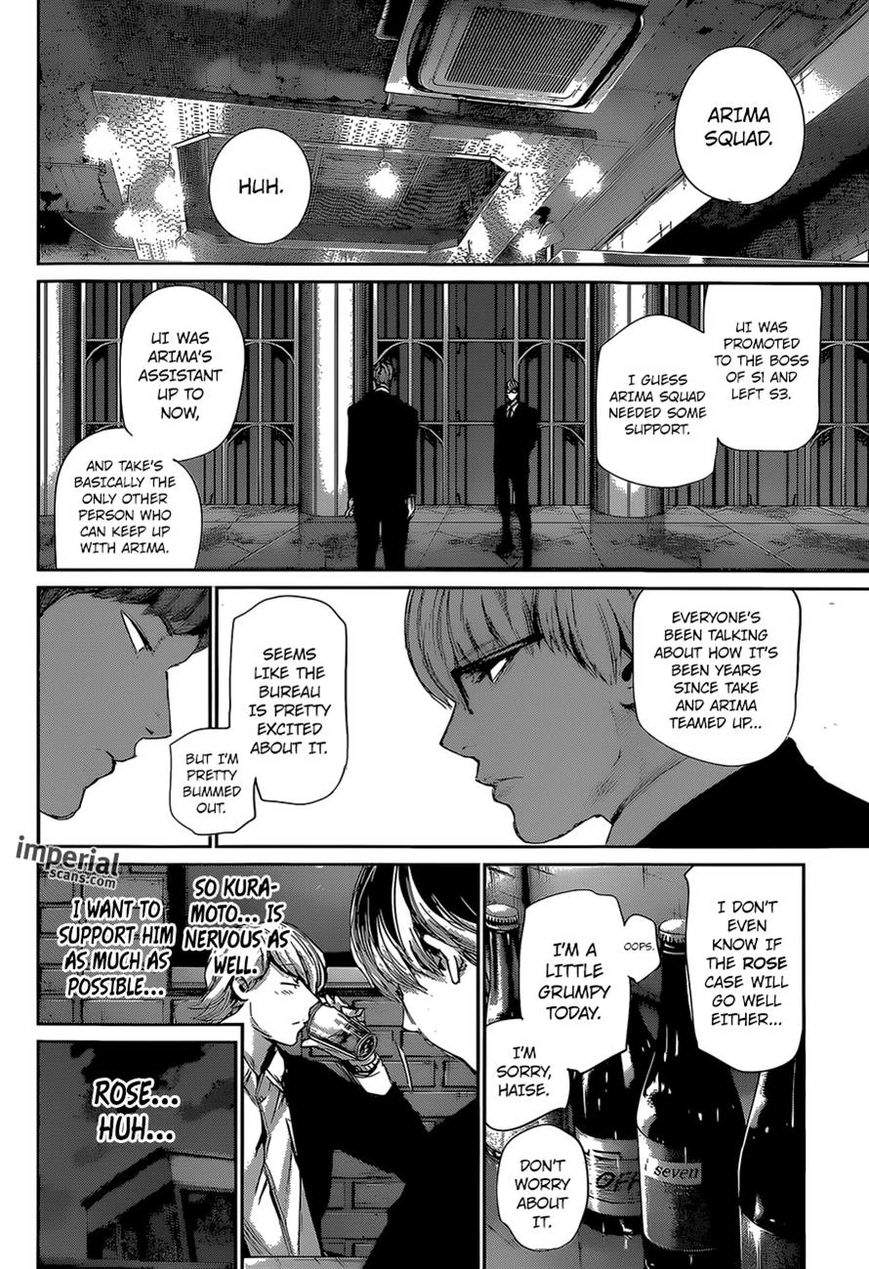 ARIMA
SQUAD.
HUH.
UI WAS
PROMOTED
TO THE BOSS
OF S1 AND
LEFT S3.
I GUESS
ARIMA SQUAD
NEEDED SOME
SUPPORT.
UI WAS
ARIMA'S
ASSISTANT
UP TO
NOW,
AND TAKE'S
BASICALLY THE
ONLY OTHER
PERSON WHO
CAN KEEP UP
WITH ARIMA.
EVERYONE'S
BEEN TALKING
ABOUT HOW IT'S
BEEN YEARS
SINCE TAKE
AND ARIMA
TEAMED UP...
SEEMS
LIKE THE
BUREAU
IS PRETTY
EXCITED
ABOUT IT.
BUT I'M
PRETTY
BUMMED
OUT.
imperial
scans.com
I DON'T
EVEN
KNOW IF
THE ROSE
CASE WILL
GO WELL
EITHER...
OOPS.
I'M A
LITTLE
GRUMPY
TODAY.
I'M
SORRY,
HAISE.
DON'T
WORRY
ABOUT
IT.
OFF
seven
SO KURA-
MOTO... IS
NERVOUS AS
WELL.
I WANT TO
SUPPORT HIM
AS MUCH AS
POSSIBLE...
ROSE...
HUH...